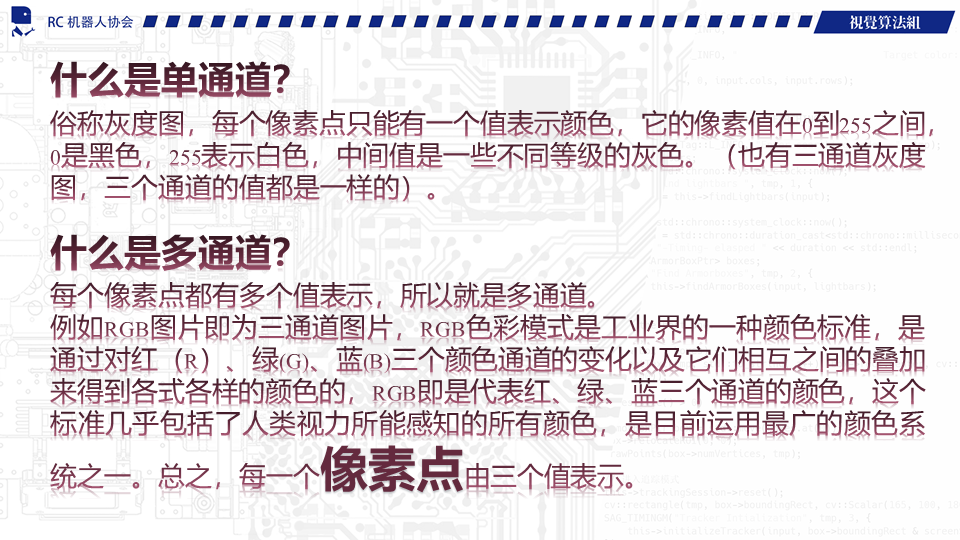 RC 机器人协会
視覺算法組
什么是单通道？
俗称灰度图，每个像素点只能有一个值表示颜色，它的像素值在0到255之间，
0是黑色，255表示白色，中间值是一些不同等级的灰色。（也有三通道灰度
图，三个通道的值都是一样的）。
什么是多通道？
每个像素点都有多个值表示，所以就是多通道。
例如RGB图片即为三通道图片，RGB色彩模式是工业界的一种颜色标准，是
通过对红（R）、绿(G)、蓝(B)三个颜色通道的变化以及它们相互之间的叠加
来得到各式各样的颜色的，RGB即是代表红、绿、蓝三个通道的颜色，这个
标准几乎包括了人类视力所能感知的所有颜色，是目前运用最广的颜色系
统之一。总之，每一个像素点由三个值表示。